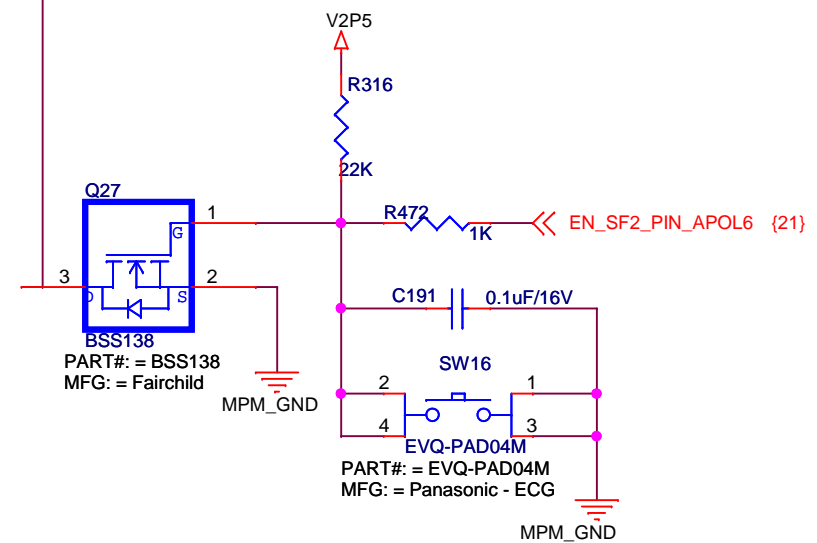 V2P5
R316
22K
Q27
1
G
R472
1K
EN_SF2_PIN_APOL6 {21}
3
2
D
S
C191
0.1uF/16V
BSS138
PART#: = BSS138
MFG: = Fairchild
MPM_GND
SW16
2
1
4
3
EVQ-PAD04M
PART#: = EVQ-PAD04M
MFG: = Panasonic - ECG
MPM_GND